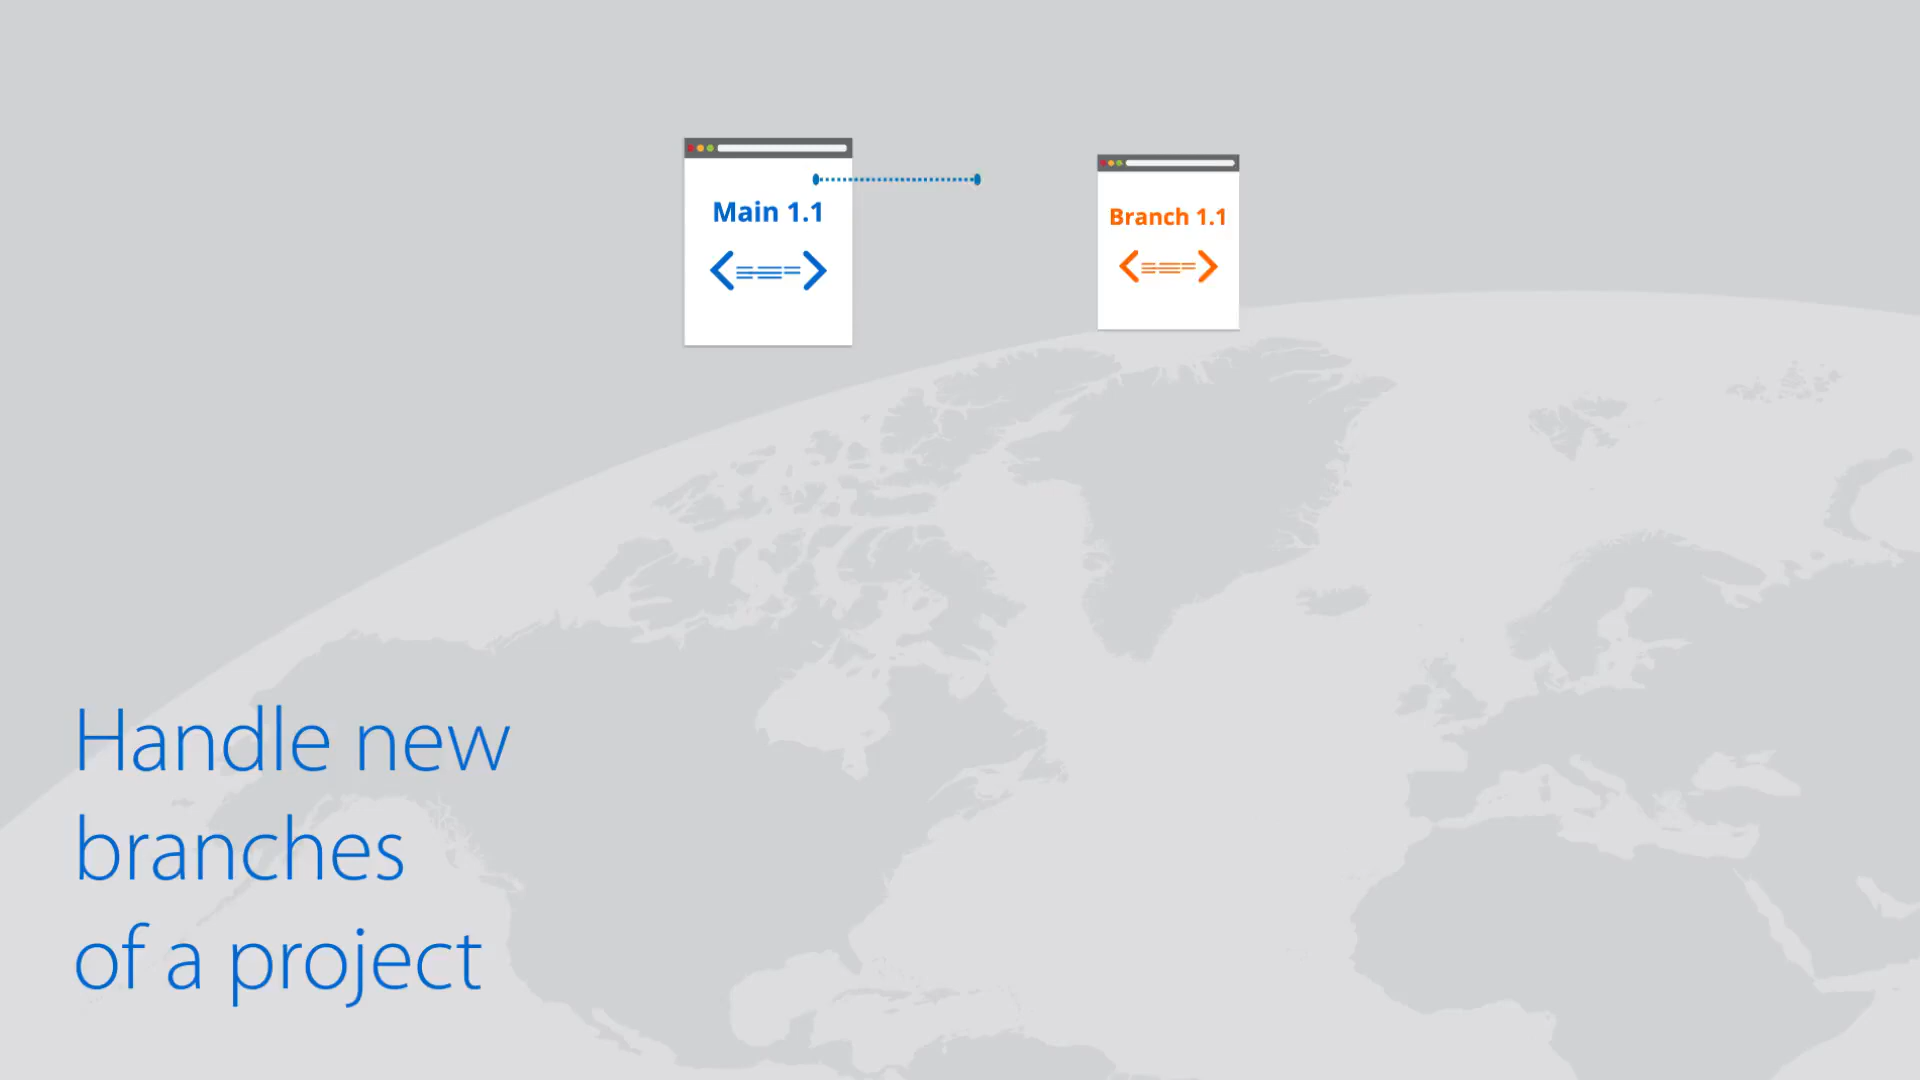 Main 1.1
Branch 1.1
Handle new
branches
of a project